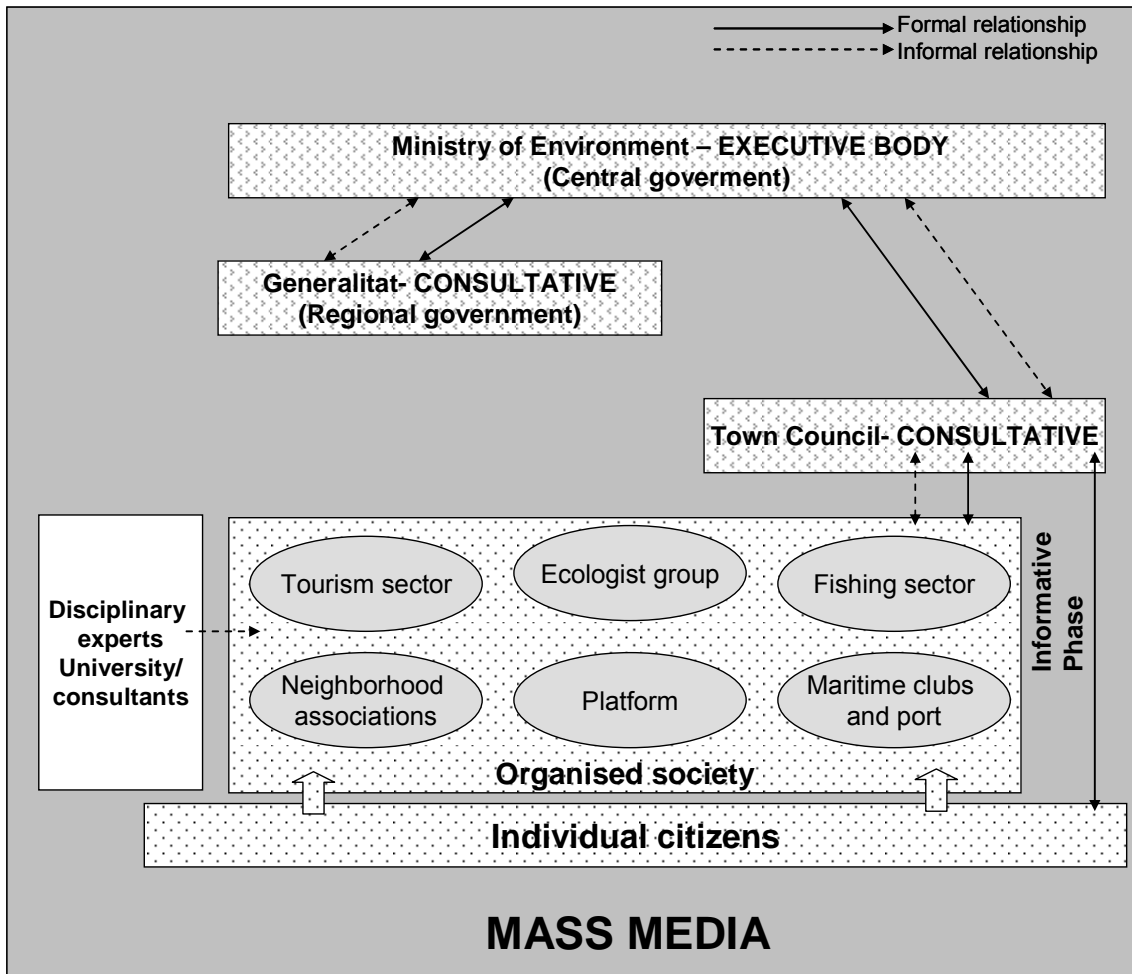 Formal relationship
Informal relationship
Ministry of Environment – EXECUTIVE BODY
(Central goverment)
Generalitat- CONSULTATIVE
(Regional government)
Town Council- CONSULTATIVE
Disciplinary
experts
University/
consultants
Tourism sector
Ecologist group
Fishing sector
Neighborhood
associations
Platform
Maritime clubs
and port
Organised society
Informative
Phase
Individual citizens
MASS MEDIA